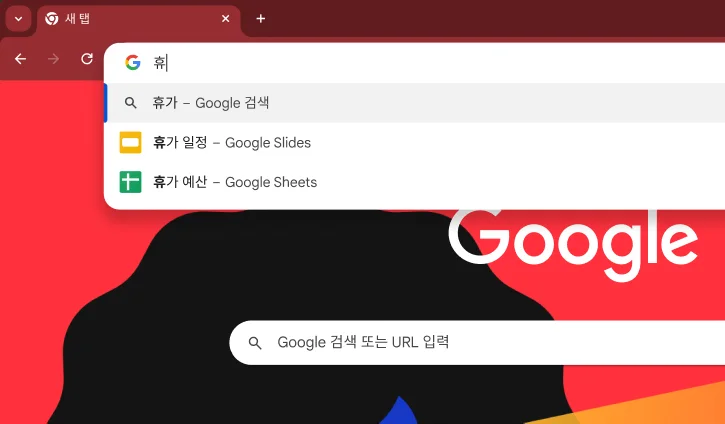 새 탭
휴
휴가 – Google 검색
휴가 일정 – Google Slides
휴가 예산 – Google Sheets
Google
Google 검색 또는 URL 입력